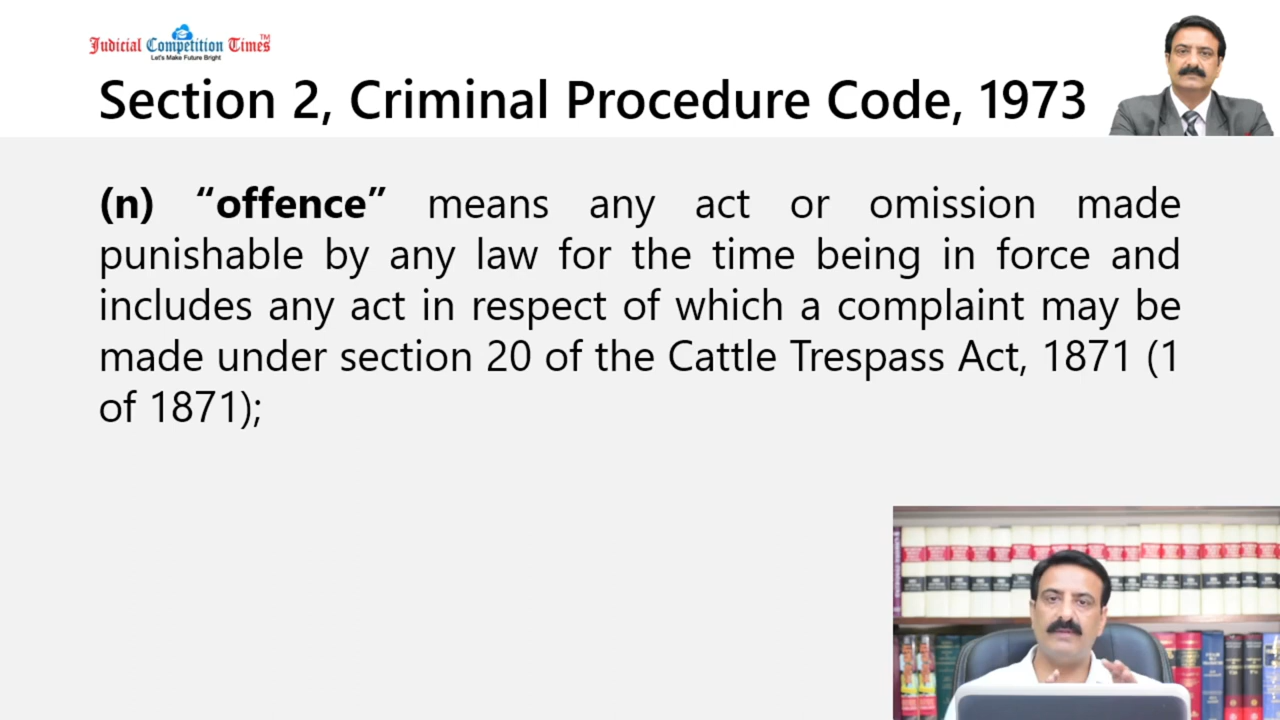 Judicial Competition Times™
Let's Make Future Bright
Section 2, Criminal Procedure Code, 1973
(n) “offence” means any act or omission made
punishable by any law for the time being in force and
includes any act in respect of which a complaint may be
made under section 20 of the Cattle Trespass Act, 1871 (1
of 1871);